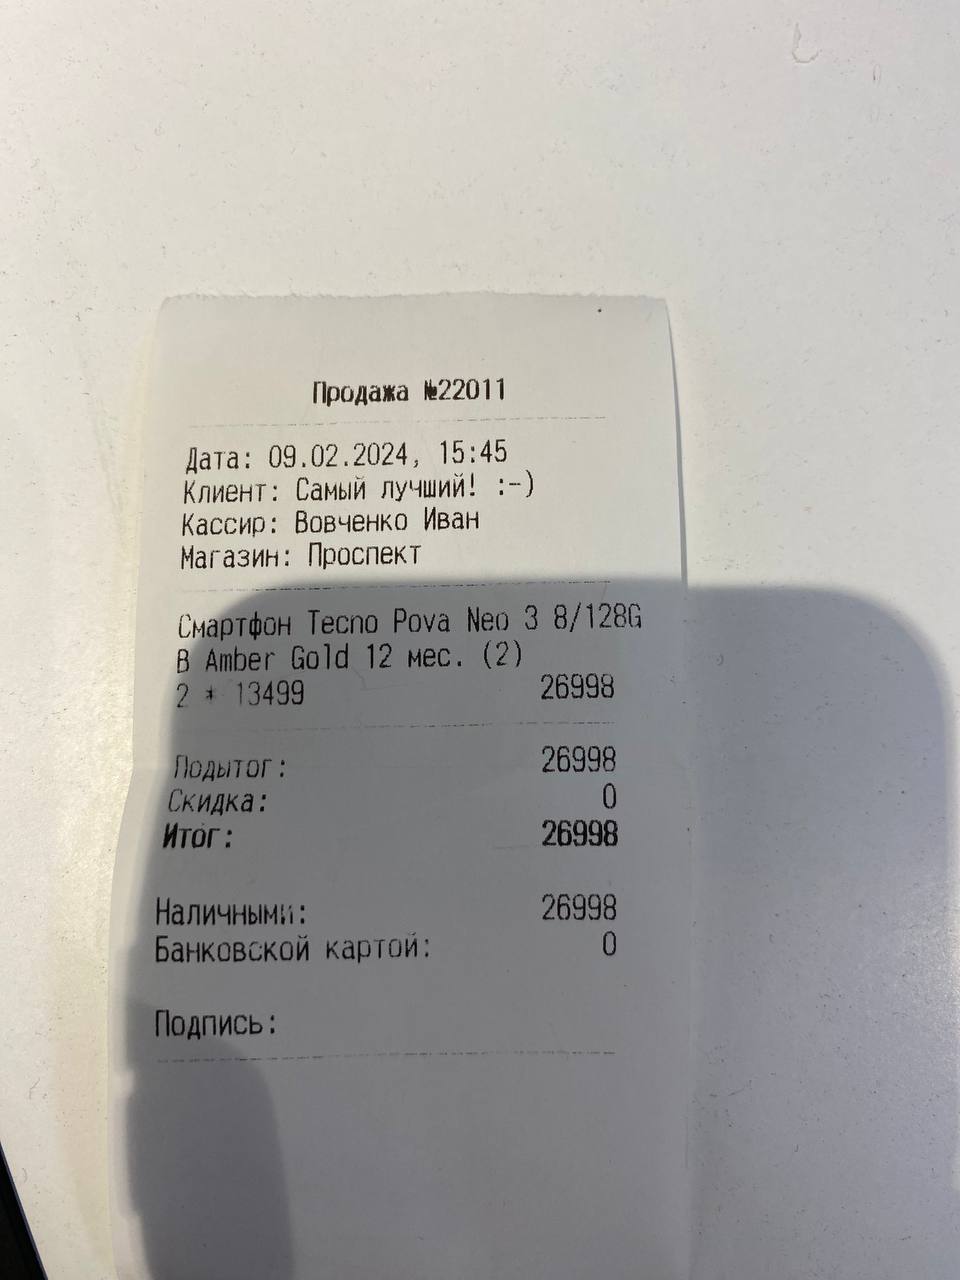 Продажа №22011
Дата: 09.02.2024, 15:45
Клиент: Самый лучший! :-)
Кассир: Вовченко Иван
Магазин: Проспект
Смартфон Tecno Pova Neo 3 8/128G
B Amber Gold 12 мес. (2)
2 * 13499 26998
Подытог: 26998
Скидка: 0
Итог: 26998
Наличными: 26998
Банковской картой: 0
Подпись: